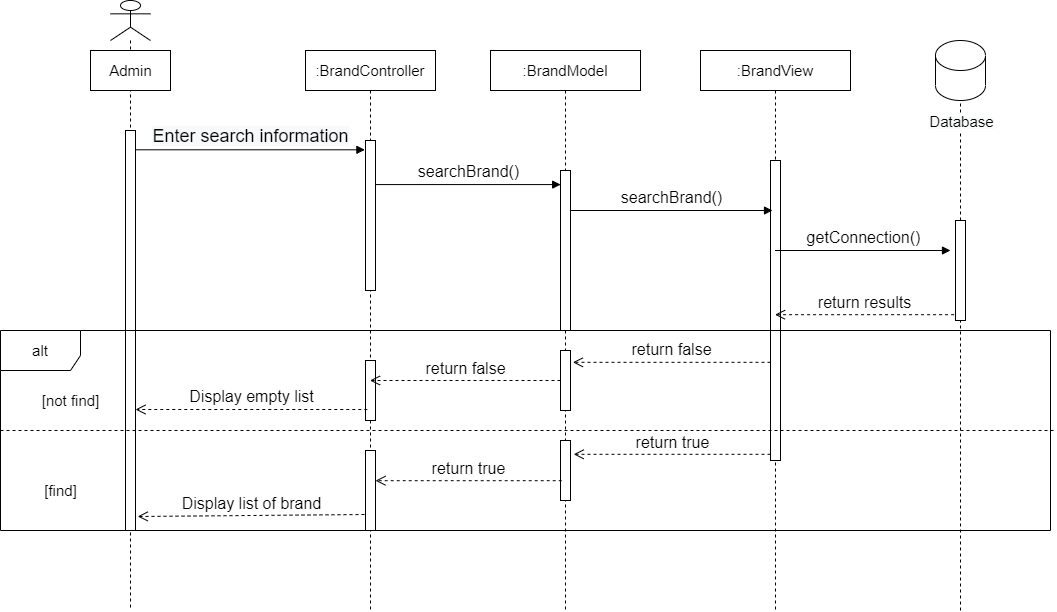 Admin
:BrandController
:BrandModel
:BrandView
Database
Enter search information
searchBrand()
searchBrand()
getConnection()
return results
alt
return false
return false
Display empty list
[not find]
return true
return true
[find]
Display list of brand